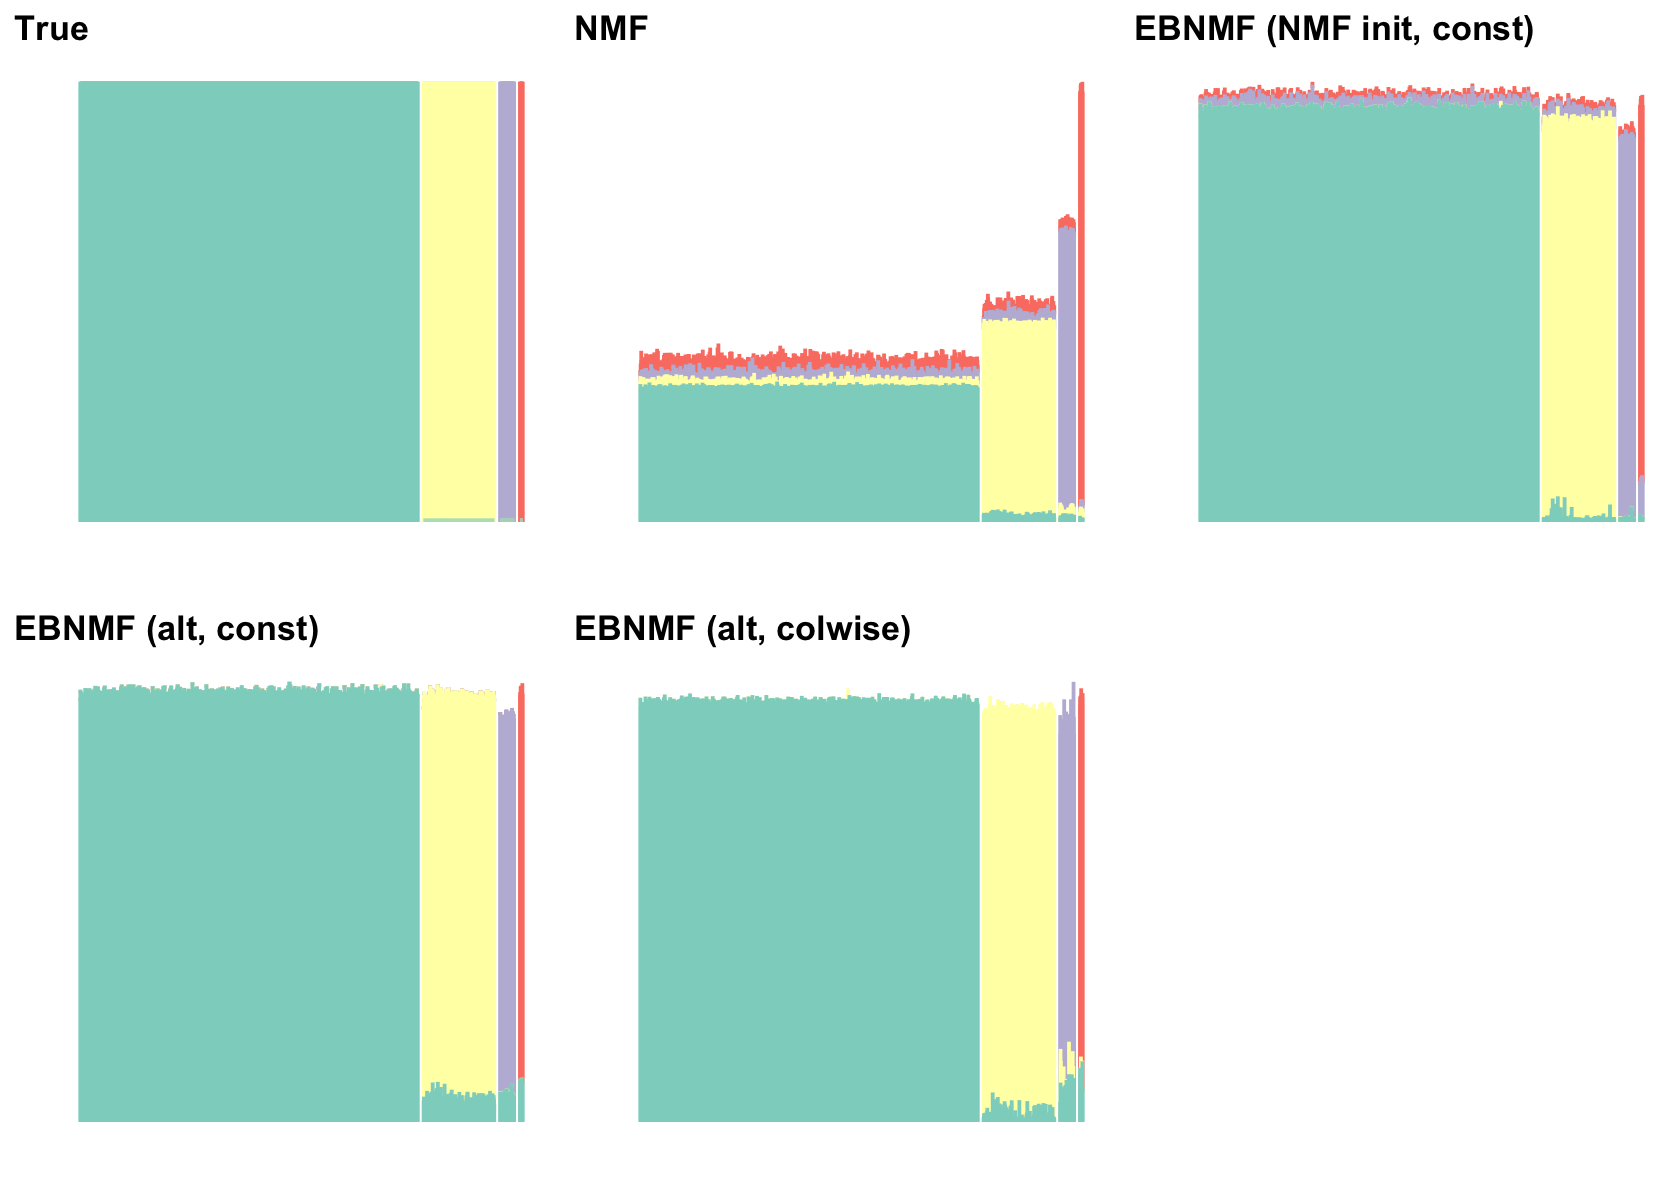 True
NMF
EBNMF (NMF init, const)
EBNMF (alt, const)
EBNMF (alt, colwise)